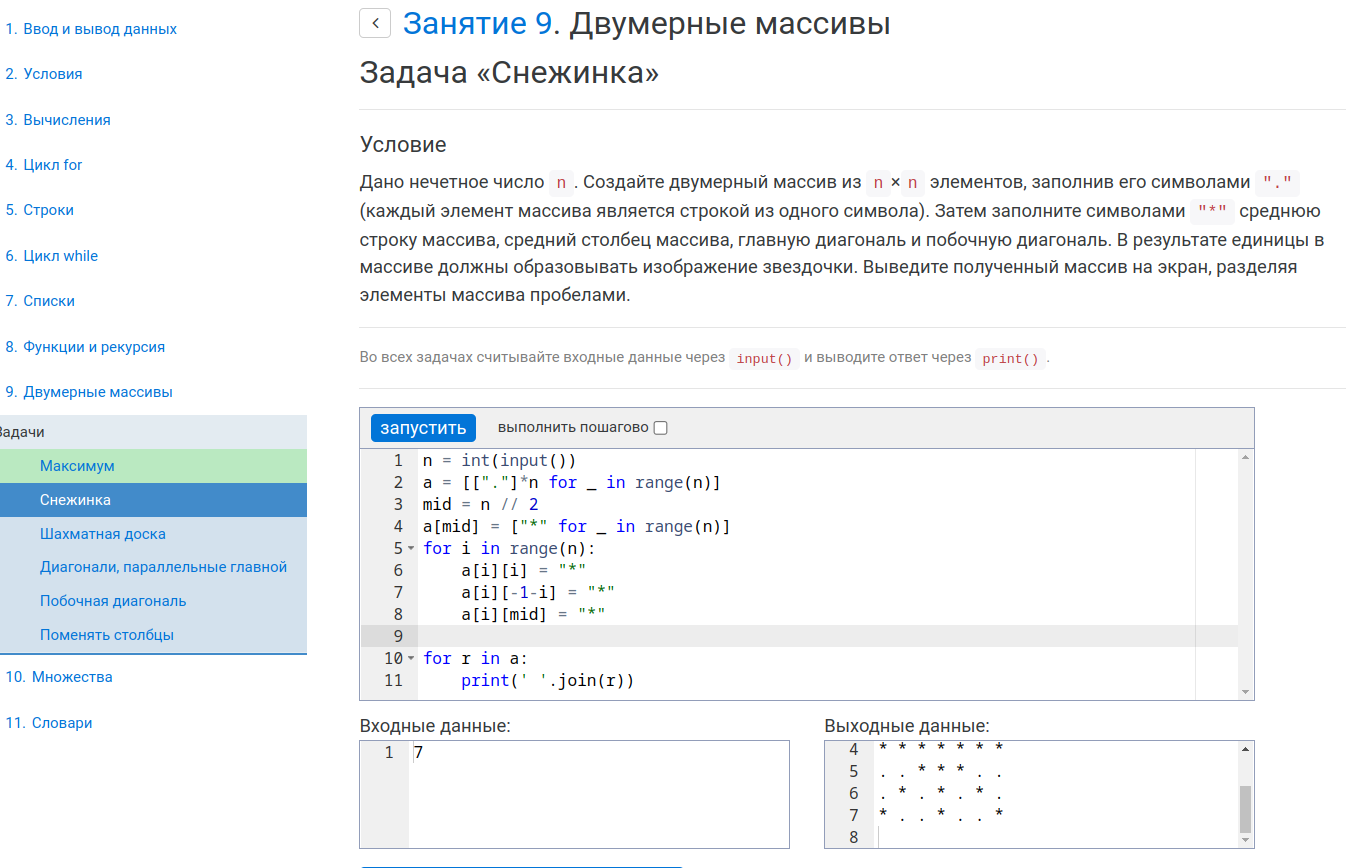 1. Ввод и вывод данных
2. Условия
3. Вычисления
4. Цикл for
5. Строки
6. Цикл while
7. Списки
8. Функции и рекурсия
9. Двумерные массивы
Задачи
Максимум
Снежинка
Шахматная доска
Диагонали, параллельные главной
Побочная диагональ
Поменять столбцы
10. Множества
11. Словари
Занятие 9. Двумерные массивы
Задача «Снежинка»
Условие
Дано нечетное число n . Создайте двумерный массив из n × n элементов, заполнив его символами "."
(каждый элемент массива является строкой из одного символа). Затем заполните символами "*" среднюю
строку массива, средний столбец массива, главную диагональ и побочную диагональ. В результате единицы в
массиве должны образовывать изображение звездочки. Выведите полученный массив на экран, разделяя
элементы массива пробелами.
Во всех задачах считывайте входные данные через input() и выводите ответ через print() .
запустить выполнить пошагово
1 n = int(input())
2 a = [["."]*n for _ in range(n)]
3 mid = n // 2
4 a[mid] = ["*" for _ in range(n)]
5 for i in range(n):
6     a[i][i] = "*"
7     a[i][-1-i] = "*"
8     a[i][mid] = "*"
9
10 for r in a:
11     print(' '.join(r))
Входные данные:
1 7
Выходные данные:
4 * * * * * * *
5 . . * * * . .
6 . * . * . * .
7 * . . * . . *
8